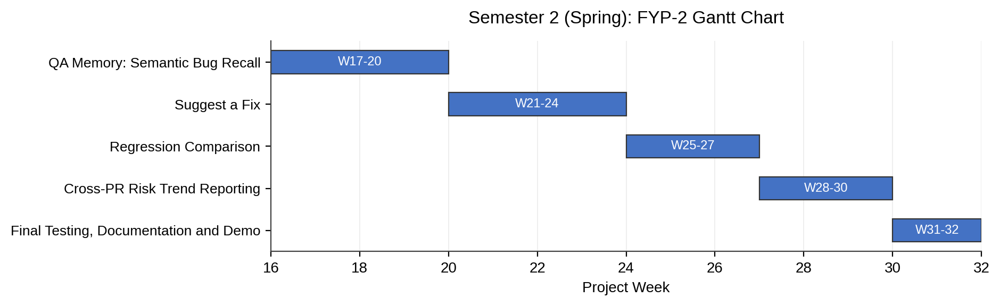 Semester 2 (Spring): FYP-2 Gantt Chart
QA Memory: Semantic Bug Recall
W17-20
Suggest a Fix
W21-24
Regression Comparison
W25-27
Cross-PR Risk Trend Reporting
W28-30
Final Testing, Documentation and Demo
W31-32
16 18 20 22 24 26 28 30 32
Project Week